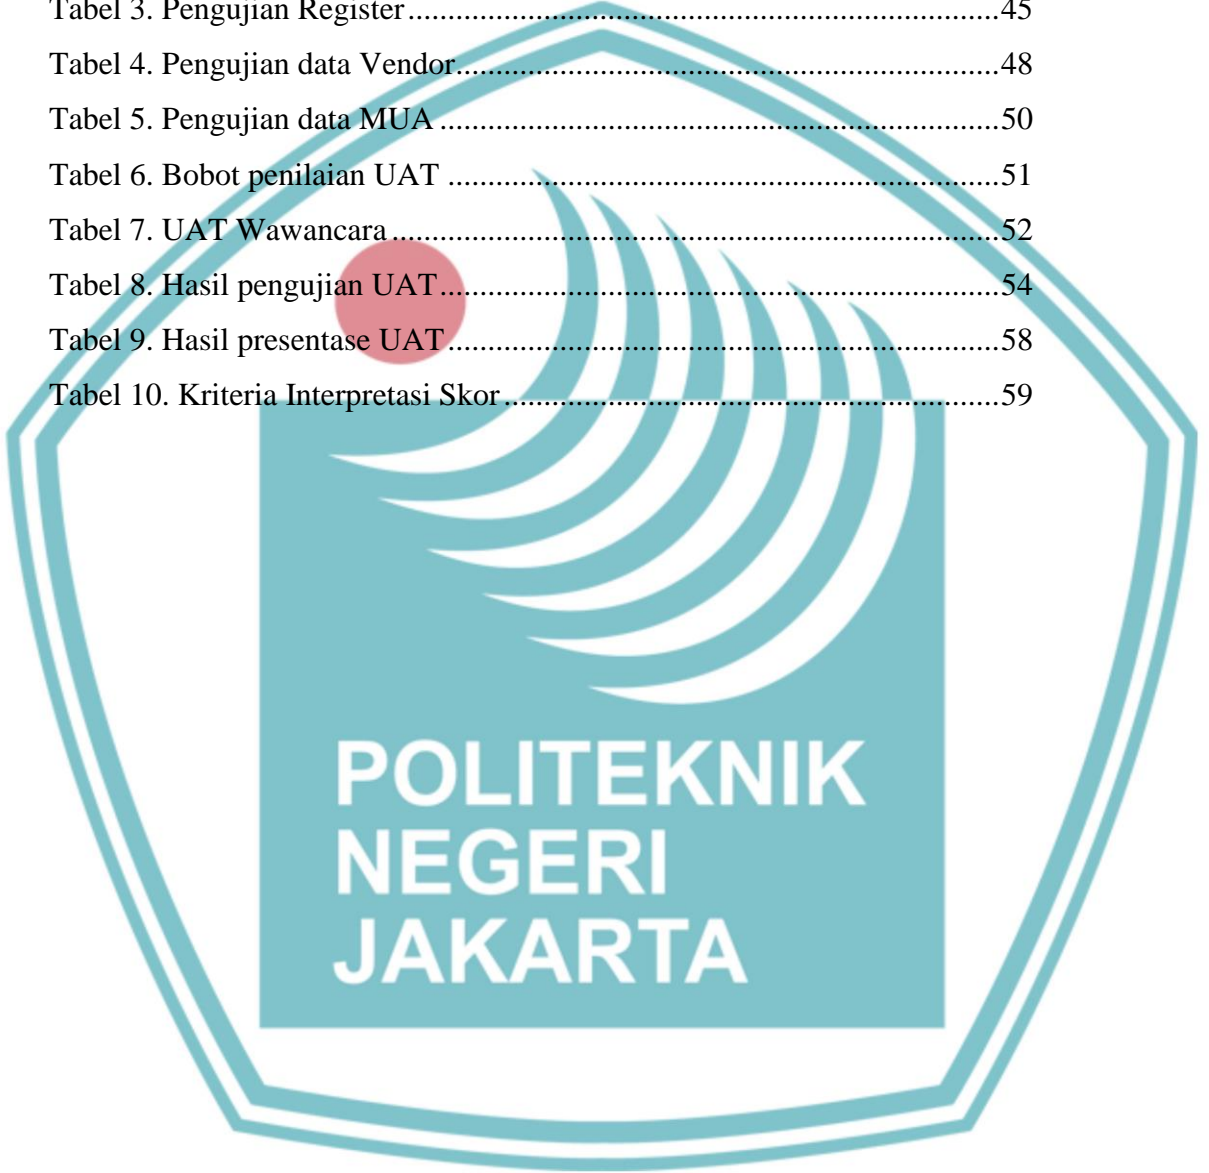 Tabel 3. Pengujian Register..........................................................................45
Tabel 4. Pengujian data Vendor....................................................................48
Tabel 5. Pengujian data MUA ......................................................................50
Tabel 6. Bobot penilaian UAT .....................................................................51
Tabel 7. UAT Wawancara............................................................................52
Tabel 8. Hasil pengujian UAT......................................................................54
Tabel 9. Hasil presentase UAT.....................................................................58
Tabel 10. Kriteria Interpretasi Skor..............................................................59
POLITEKNIK
NEGERI
JAKARTA